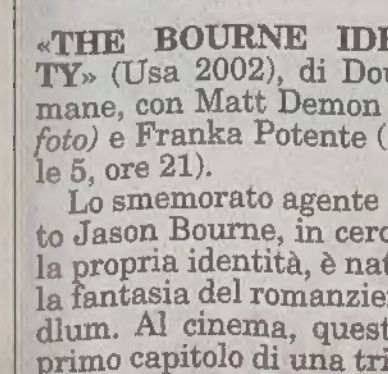 «THE BOURNE IDE
TY» (Usa 2002), di Dou
mane, con Matt Demon
foto) e Franka Potente (
le 5, ore 21).
Lo smemorato agente
to Jason Bourne, in cerc
la propria identità, è nat
la fantasia del romanzier
dlum. Al cinema, quest
primo capitolo di una tri